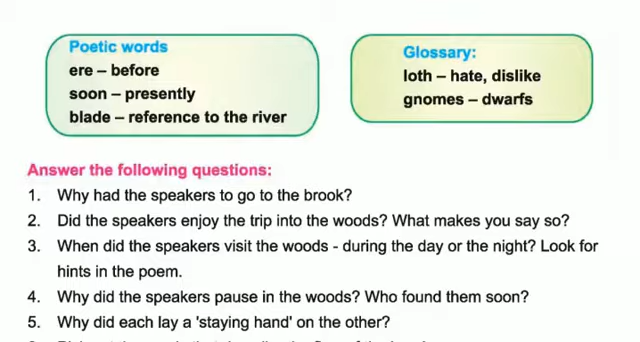 Poetic words
ere – before
soon – presently
blade – reference to the river
Glossary:
loth – hate, dislike
gnomes – dwarfs
Answer the following questions:
1. Why had the speakers to go to the brook?
2. Did the speakers enjoy the trip into the woods? What makes you say so?
3. When did the speakers visit the woods - during the day or the night? Look for
hints in the poem.
4. Why did the speakers pause in the woods? Who found them soon?
5. Why did each lay a 'staying hand' on the other?